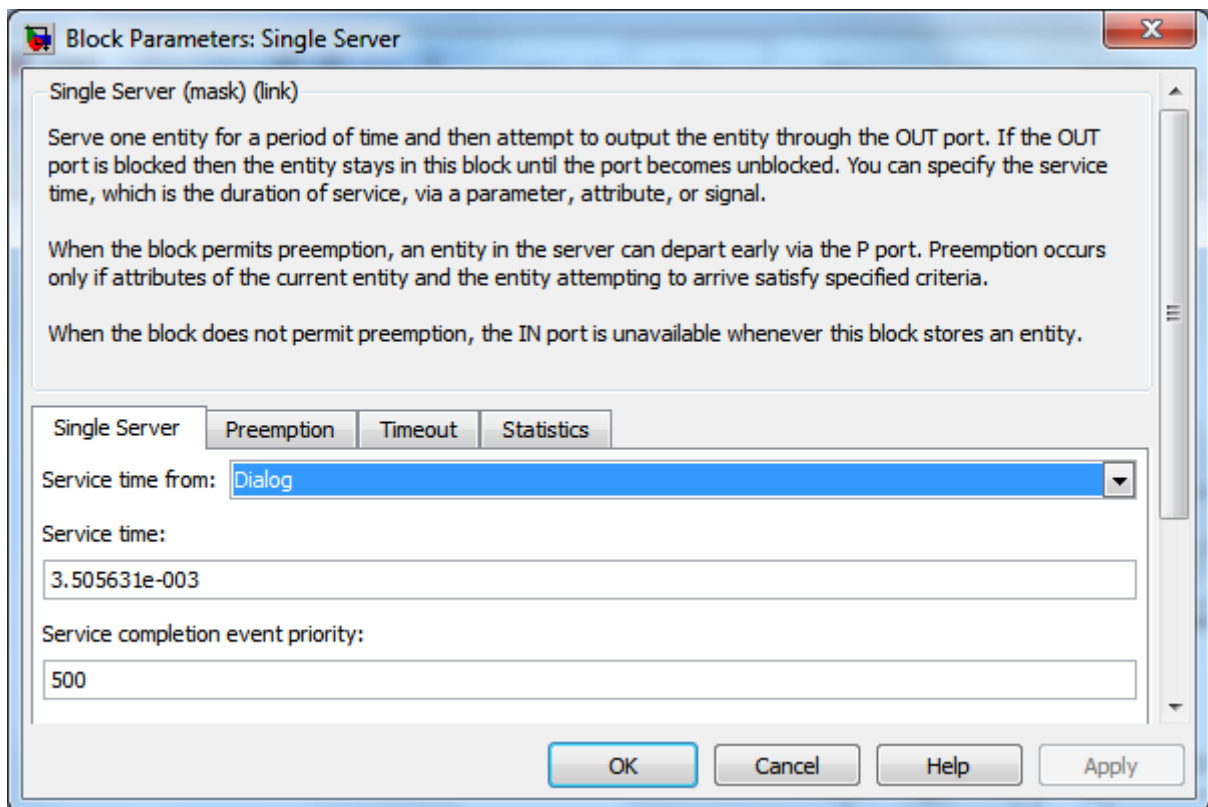 Block Parameters: Single Server
Single Server (mask) (link)
Serve one entity for a period of time and then attempt to output the entity through the OUT port. If the OUT
port is blocked then the entity stays in this block until the port becomes unblocked. You can specify the service
time, which is the duration of service, via a parameter, attribute, or signal.
When the block permits preemption, an entity in the server can depart early via the P port. Preemption occurs
only if attributes of the current entity and the entity attempting to arrive satisfy specified criteria.
When the block does not permit preemption, the IN port is unavailable whenever this block stores an entity.
Single Server Preemption Timeout Statistics
Service time from: Dialog
Service time:
3.505631e-003
Service completion event priority:
500
OK Cancel Help Apply